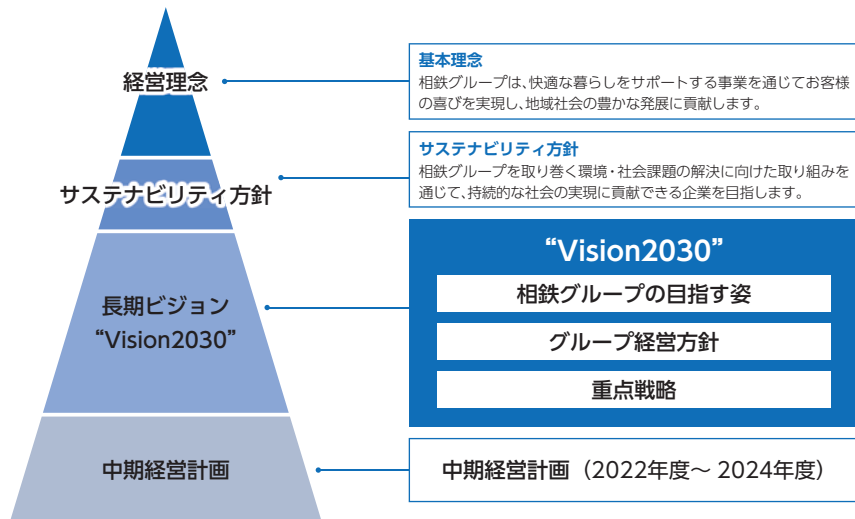 経営理念
基本理念
相鉄グループは、快適な暮らしをサポートする事業を通じてお客様
の喜びを実現し、地域社会の豊かな発展に貢献します。
サステナビリティ方針
サステナビリティ方針
相鉄グループを取り巻く環境・社会課題の解決に向けた取り組みを
通じて、持続的な社会の実現に貢献できる企業を目指します。
長期ビジョン
“Vision2030”
“Vision2030”
相鉄グループの目指す姿
グループ経営方針
重点戦略
中期経営計画
中期経営計画（2022年度～2024年度）